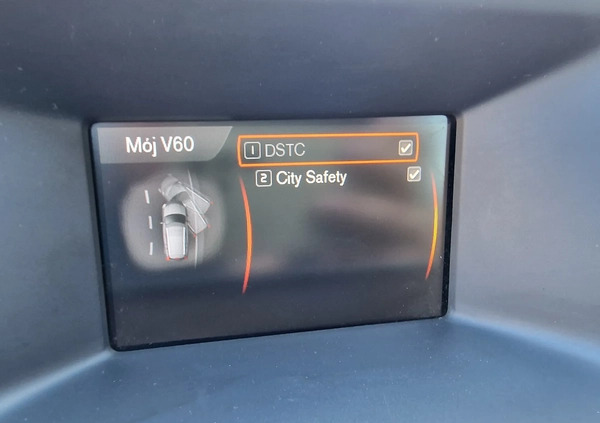 Mój V60
1 DSTC
2 City Safety